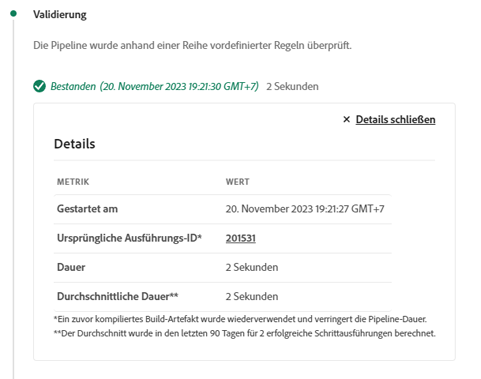 Validierung
Die Pipeline wurde anhand einer Reihe vordefinierter Regeln überprüft.
Bestanden (20. November 2023 19:21:30 GMT+7) 2 Sekunden
× Details schließen
Details
METRIK WERT
Gestartet am 20. November 2023 19:21:27 GMT+7
Ursprüngliche Ausführungs-ID* 201531
Dauer 2 Sekunden
Durchschnittliche Dauer** 2 Sekunden
*Ein zuvor kompiliertes Build-Artefakt wurde wiederverwendet und verringert die Pipeline-Dauer.
**Der Durchschnitt wurde in den letzten 90 Tagen für 2 erfolgreiche Schrittausführungen berechnet.